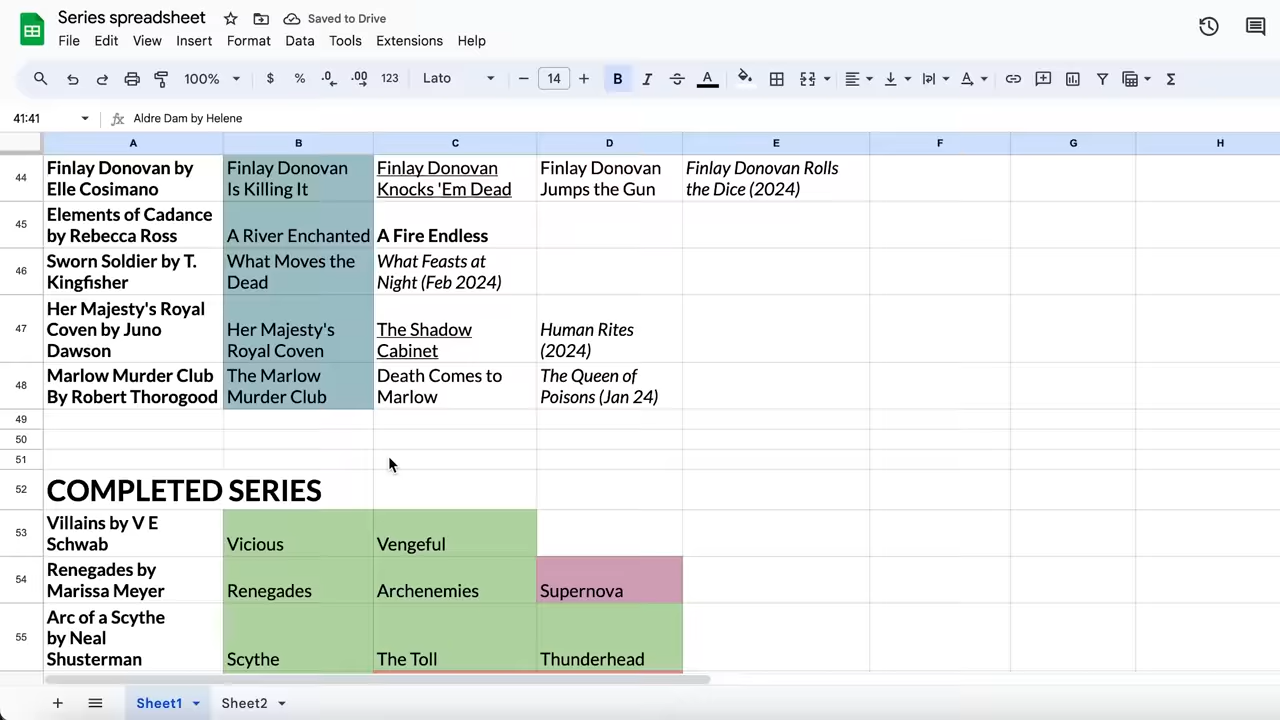 Series spreadsheet
Saved to Drive
File Edit View Insert Format Data Tools Extensions Help
100% $ % .0 .00 123 Lato − 14 + B I S A Σ
41:41 fx Aldre Dam by Helene
A B C D E F G H
44
Finlay Donovan by
Elle Cosimano
Finlay Donovan
Is Killing It
Finlay Donovan
Knocks 'Em Dead
Finlay Donovan
Jumps the Gun
Finlay Donovan Rolls
the Dice (2024)
45
Elements of Cadance
by Rebecca Ross
A River Enchanted
A Fire Endless
46
Sworn Soldier by T.
Kingfisher
What Moves the
Dead
What Feasts at
Night (Feb 2024)
47
Her Majesty's Royal
Coven by Juno
Dawson
Her Majesty's
Royal Coven
The Shadow
Cabinet
Human Rites
(2024)
48
Marlow Murder Club
By Robert Thorogood
The Marlow
Murder Club
Death Comes to
Marlow
The Queen of
Poisons (Jan 24)
49
50
51
52
COMPLETED SERIES
53
Villains by V E
Schwab
Vicious
Vengeful
54
Renegades by
Marissa Meyer
Renegades
Archenemies
Supernova
55
Arc of a Scythe
by Neal
Shusterman
Scythe
The Toll
Thunderhead
+ Sheet1 Sheet2